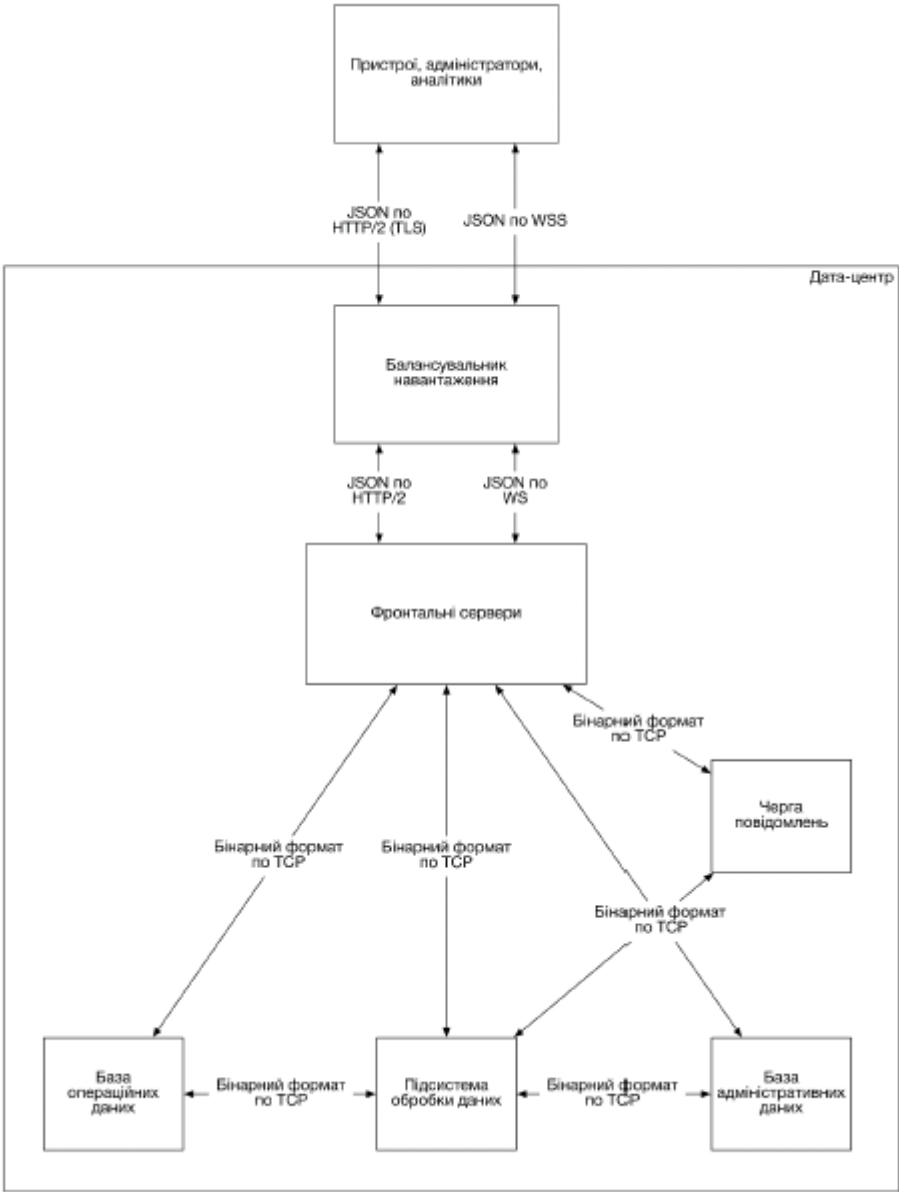 Пристрої, адміністратори,
аналітики
JSON по
HTTP/2 (TLS)
JSON по WSS
Дата-центр
Балансувальник
навантаження
JSON по
HTTP/2
JSON по
WS
Фронтальні сервери
Бінарний формат
по TCP
Черга
повідомлень
Бінарний формат
по TCP
Бінарний формат
по TCP
Бінарний формат
по TCP
База
операційних
даних
Бінарний формат
по TCP
Підсистема
обробки даних
Бінарний формат
по TCP
База
адміністративних
даних